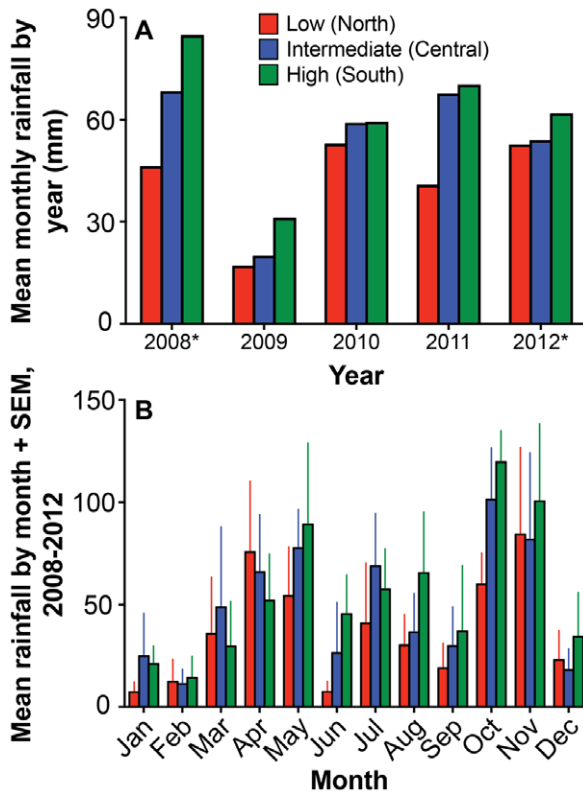 A
Low (North)
Intermediate (Central)
High (South)
Mean monthly rainfall by
year (mm)
90
60
30
0
2008* 2009 2010 2011 2012*
Year
B
Mean rainfall by month + SEM,
2008-2012
150
100
50
0
Jan Feb Mar Apr May Jun Jul Aug Sep Oct Nov Dec
Month